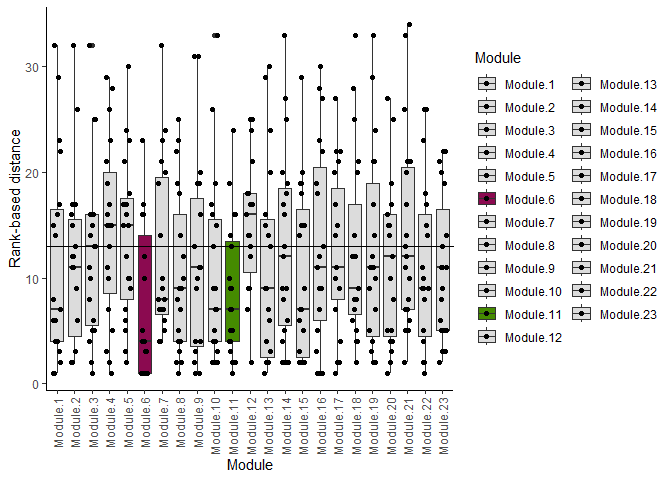 30
20
10
0
Rank-based distance
Module.1
Module.2
Module.3
Module.4
Module.5
Module.6
Module.7
Module.8
Module.9
Module.10
Module.11
Module.12
Module.13
Module.14
Module.15
Module.16
Module.17
Module.18
Module.19
Module.20
Module.21
Module.22
Module.23
Module
Module
Module.1
Module.2
Module.3
Module.4
Module.5
Module.6
Module.7
Module.8
Module.9
Module.10
Module.11
Module.12
Module.13
Module.14
Module.15
Module.16
Module.17
Module.18
Module.19
Module.20
Module.21
Module.22
Module.23